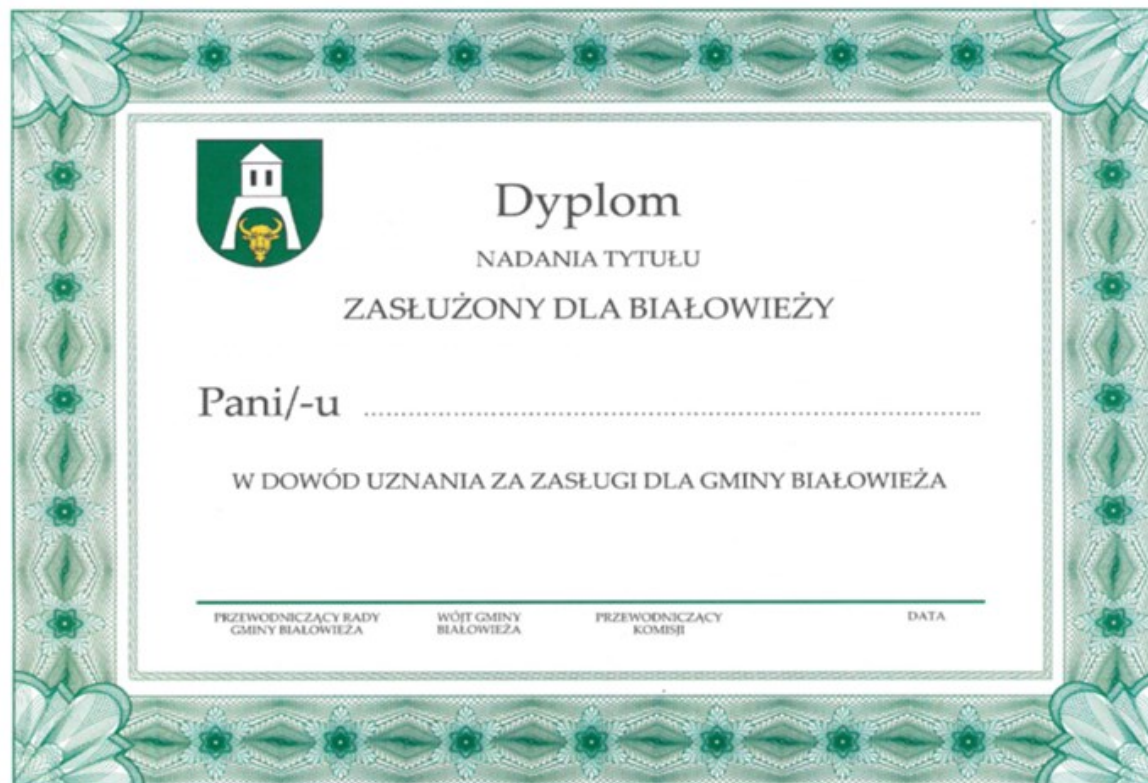 Dyplom
NADANIA TYTUŁU
ZASŁUŻONY DLA BIAŁOWIEŻY
Pani/-u ................................................................
W DOWÓD UZNANIA ZA ZASŁUGI DLA GMINY BIAŁOWIEŻA
PRZEWODNICZĄCY RADY
GMINY BIAŁOWIEŻA
WÓJT GMINY
BIAŁOWIEŻA
PRZEWODNICZĄCY
KOMISJI
DATA